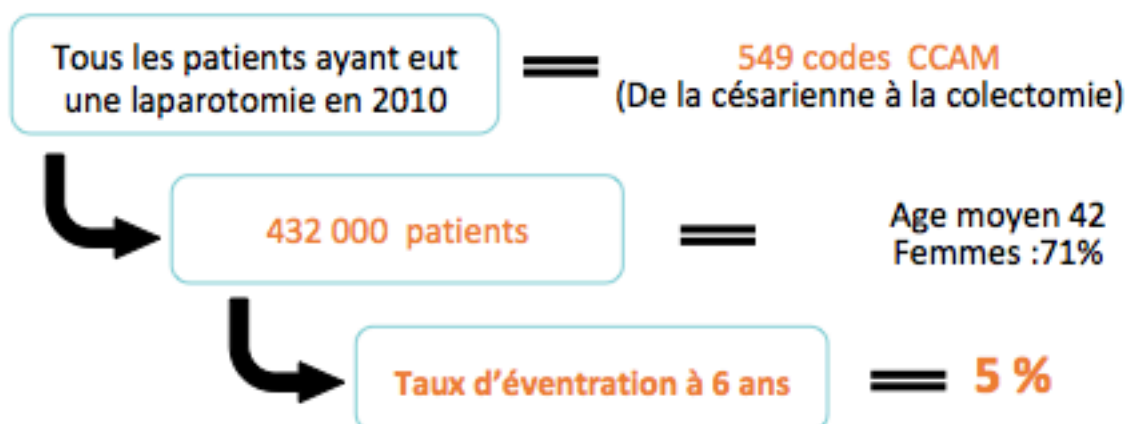 Tous les patients ayant eut
une laparotomie en 2010
549 codes CCAM
(De la césarienne à la colectomie)
432 000 patients
Age moyen 42
Femmes :71%
Taux d'éventration à 6 ans
5 %